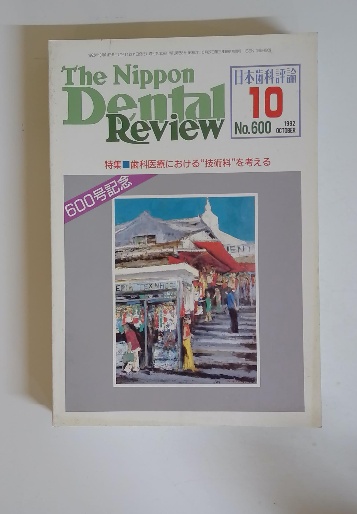 The Nippon
Dental
Review
日本歯科評論
10
No.600
1992
OCTOBER
特集■歯科医療における"技術料"を考える
600号記念